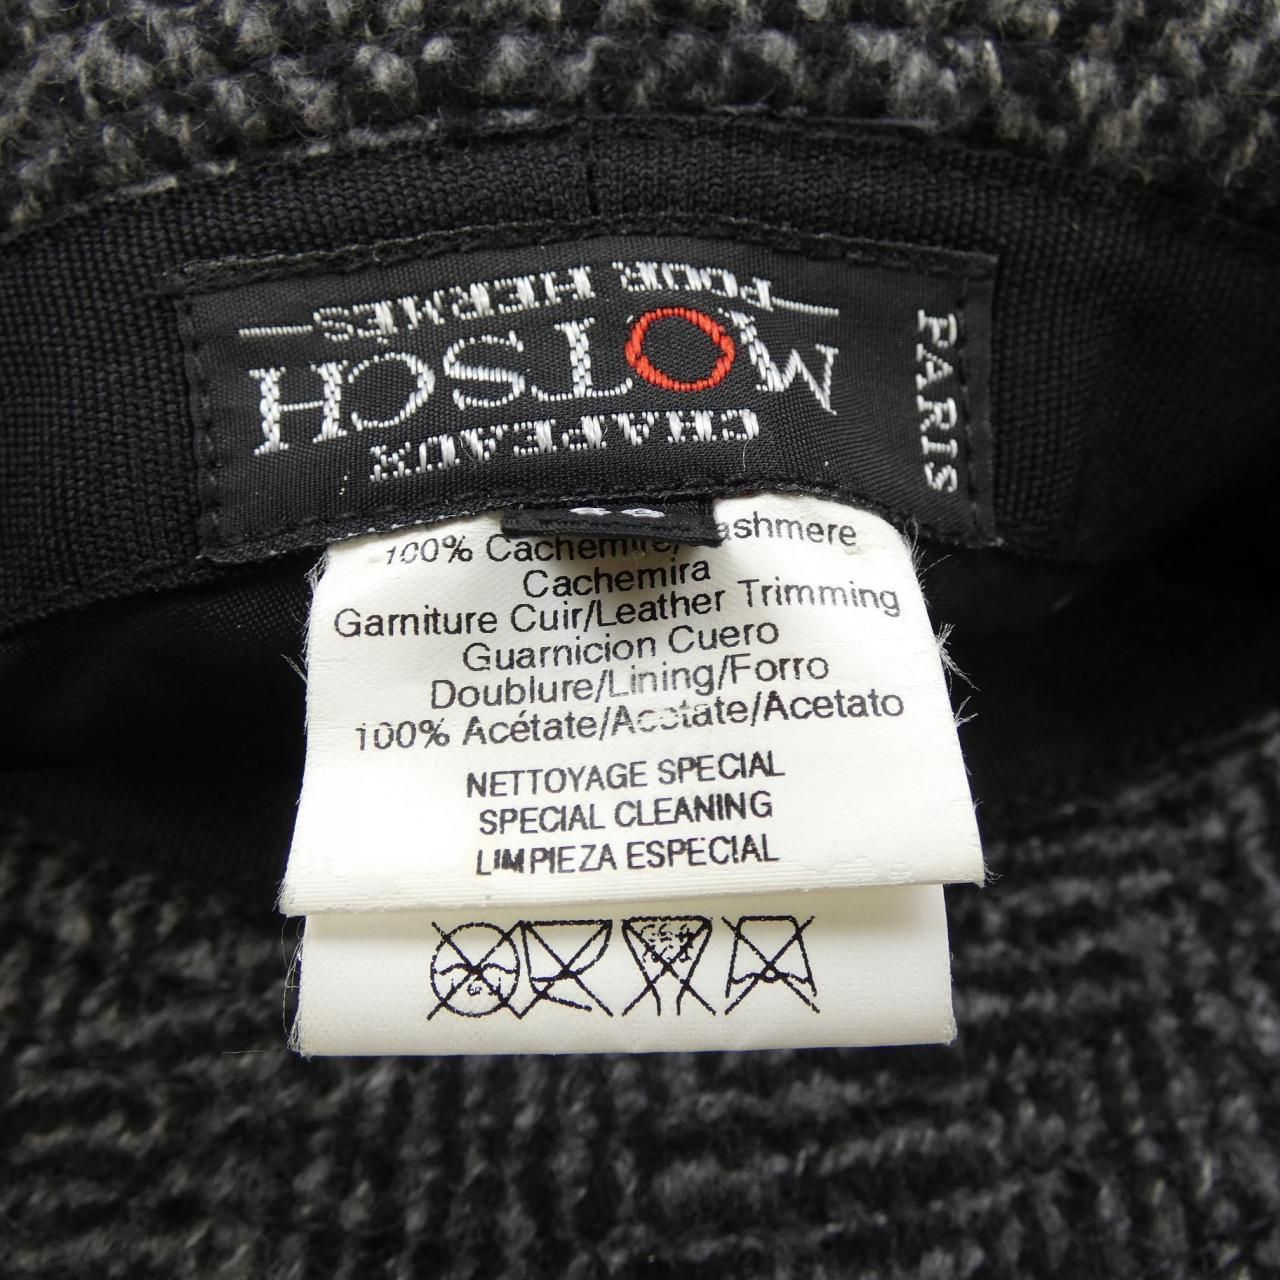 CHAPEAUX
MOTSCH
POUR HERMÈS
PARIS
100% Cachemire/Cashmere
Cachemira
Garniture Cuir/Leather Trimming
Guarnicion Cuero
Doublure/Lining/Forro
100% Acétate/Acetate/Acetato
NETTOYAGE SPECIAL
SPECIAL CLEANING
LIMPIEZA ESPECIAL